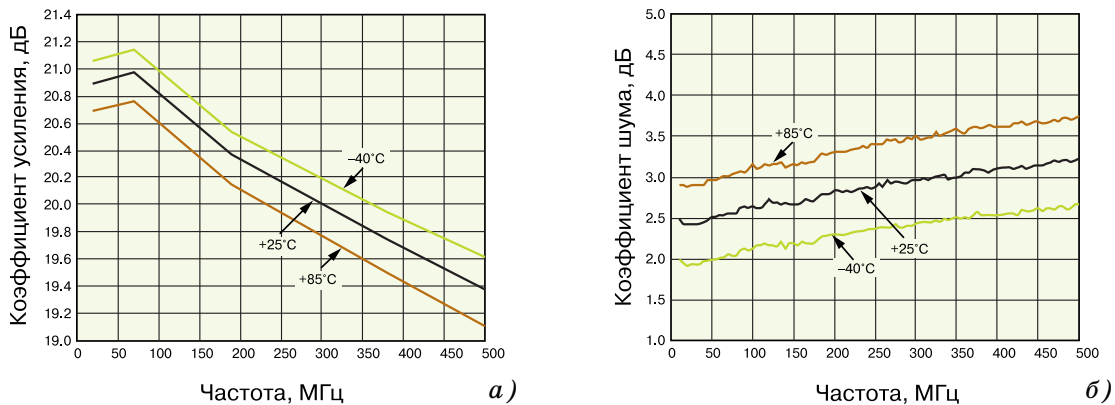 Коэффициент усиления, дБ
21.4
21.2
21.0
20.8
20.6
20.4
20.2
20.0
19.8
19.6
19.4
19.2
19.0
–40°C
+25°C
+85°C
0 50 100 150 200 250 300 350 400 450 500
Частота, МГц
а)
Коэффициент шума, дБ
5.0
4.5
4.0
3.5
3.0
2.5
2.0
1.5
1.0
+85°C
+25°C
–40°C
0 50 100 150 200 250 300 350 400 450 500
Частота, МГц
б)